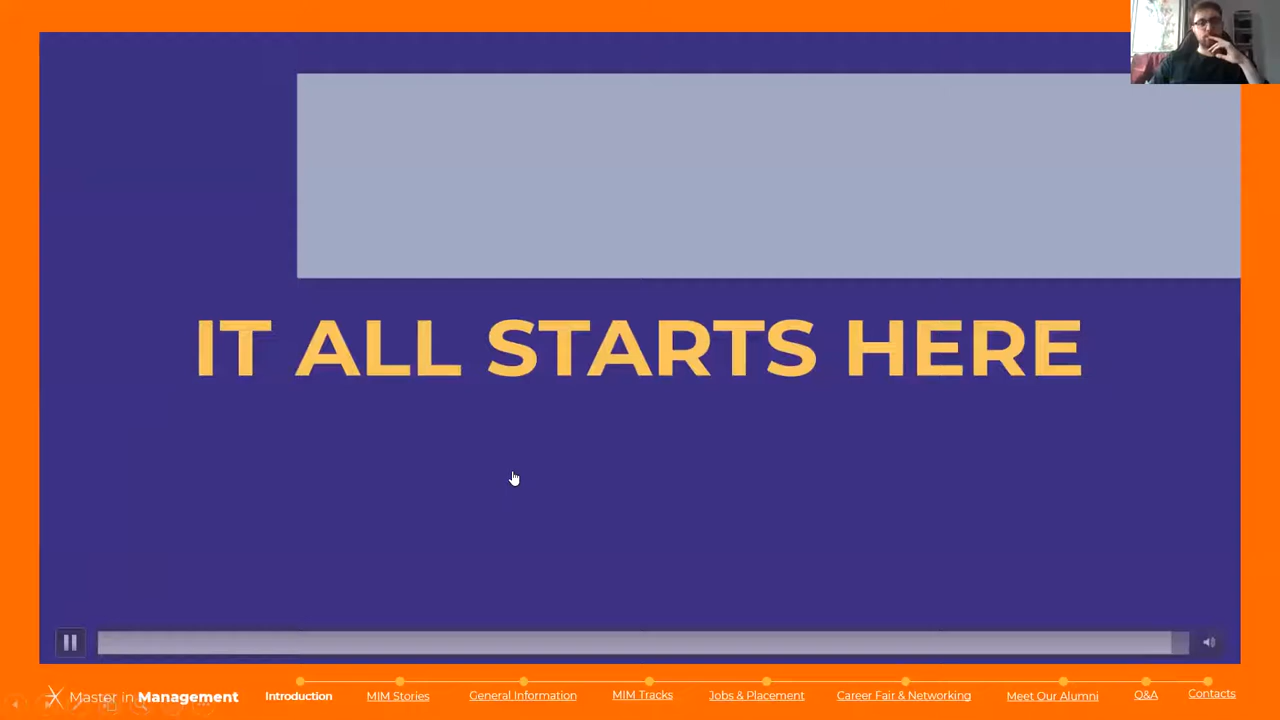 IT ALL STARTS HERE
Master in Management
Introduction
MIM Stories
General Information
MIM Tracks
Jobs & Placement
Career Fair & Networking
Meet Our Alumni
Q&A
Contacts